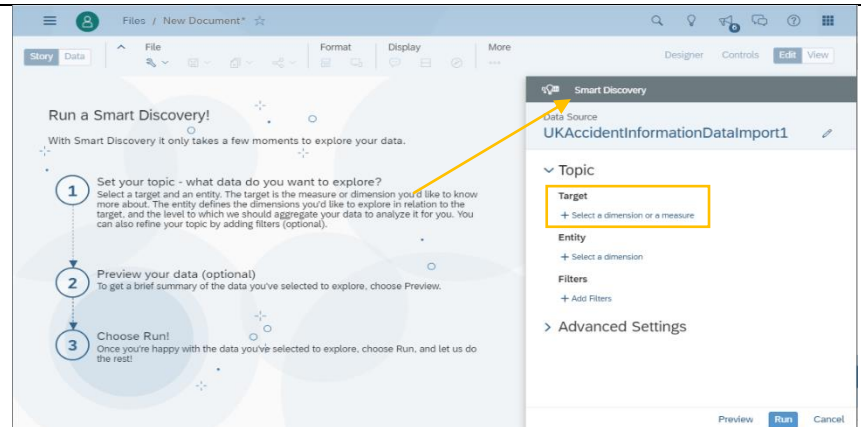 Files / New Document*
6
Story Data
File
Format
Display
More
Designer Controls Edit View
Run a Smart Discovery!
With Smart Discovery it only takes a few moments to explore your data.
1
Set your topic - what data do you want to explore?
Select a target and an entity. The target is the measure or dimension you'd like to know
more about. The entity defines the dimensions you'd like to explore in relation to the
target, and the level to which we should aggregate your data to analyze it for you. You
can also refine your topic by adding filters (optional).
2
Preview your data (optional)
To get a brief summary of the data you've selected to explore, choose Preview.
3
Choose Run!
Once you're happy with the data you've selected to explore, choose Run, and let us do
the rest!
Smart Discovery
Data Source
UKAccidentInformationDataImport1
Topic
Target
+ Select a dimension or a measure
Entity
+ Select a dimension
Filters
+ Add Filters
Advanced Settings
Preview Run Cancel